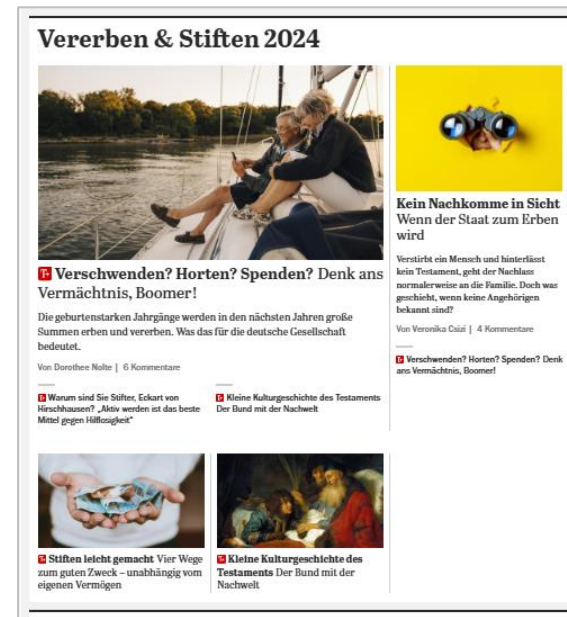 Vererben & Stiften 2024
T+ Verschwenden? Horten? Spenden? Denk ans
Vermächtnis, Boomer!
Die geburtenstarken Jahrgänge werden in den nächsten Jahren große
Summen erben und vererben. Was das für die deutsche Gesellschaft
bedeutet.
Von Dorothee Nolte | 6 Kommentare
T+ Warum sind Sie Stifter, Eckart von
Hirschhausen? „Aktiv werden ist das beste
Mittel gegen Hilflosigkeit“
T+ Kleine Kulturgeschichte des Testaments
Der Bund mit der Nachwelt
Kein Nachkomme in Sicht
Wenn der Staat zum Erben
wird
Verstirbt ein Mensch und hinterlässt
kein Testament, geht der Nachlass
normalerweise an die Familie. Doch was
geschieht, wenn keine Angehörigen
bekannt sind?
Von Veronika Csizi | 4 Kommentare
T+ Verschwenden? Horten? Spenden? Denk
ans Vermächtnis, Boomer!
T+ Stiften leicht gemacht Vier Wege
zum guten Zweck – unabhängig vom
eigenen Vermögen
T+ Kleine Kulturgeschichte des
Testaments Der Bund mit der
Nachwelt